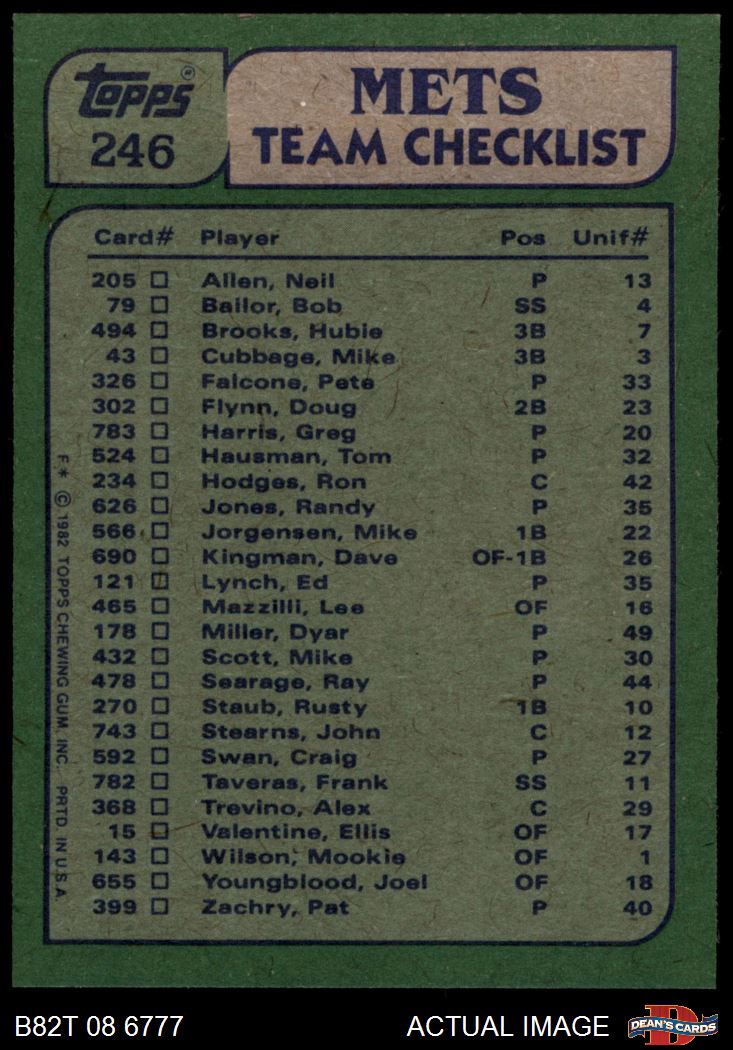 Topps®
246
METS
TEAM CHECKLIST
Card# Player Pos Unif#
205 Allen, Neil P 13
79 Bailor, Bob SS 4
494 Brooks, Hubie 3B 7
43 Cubbage, Mike 3B 3
326 Falcone, Pete P 33
302 Flynn, Doug 2B 23
783 Harris, Greg P 20
524 Hausman, Tom P 32
234 Hodges, Ron C 42
626 Jones, Randy P 35
566 Jorgensen, Mike 1B 22
690 Kingman, Dave OF-1B 26
121 Lynch, Ed P 35
465 Mazzilli, Lee OF 16
178 Miller, Dyar P 49
432 Scott, Mike P 30
478 Searage, Ray P 44
270 Staub, Rusty 1B 10
743 Stearns, John C 12
592 Swan, Craig P 27
782 Taveras, Frank SS 11
368 Trevino, Alex C 29
15 Valentine, Ellis OF 17
143 Wilson, Mookie OF 1
655 Youngblood, Joel OF 18
399 Zachry, Pat P 40
F* © 1982 TOPPS CHEWING GUM, INC. PRTD. IN U.S.A.
B82T 08 6777 ACTUAL IMAGE
DEAN'S CARDS